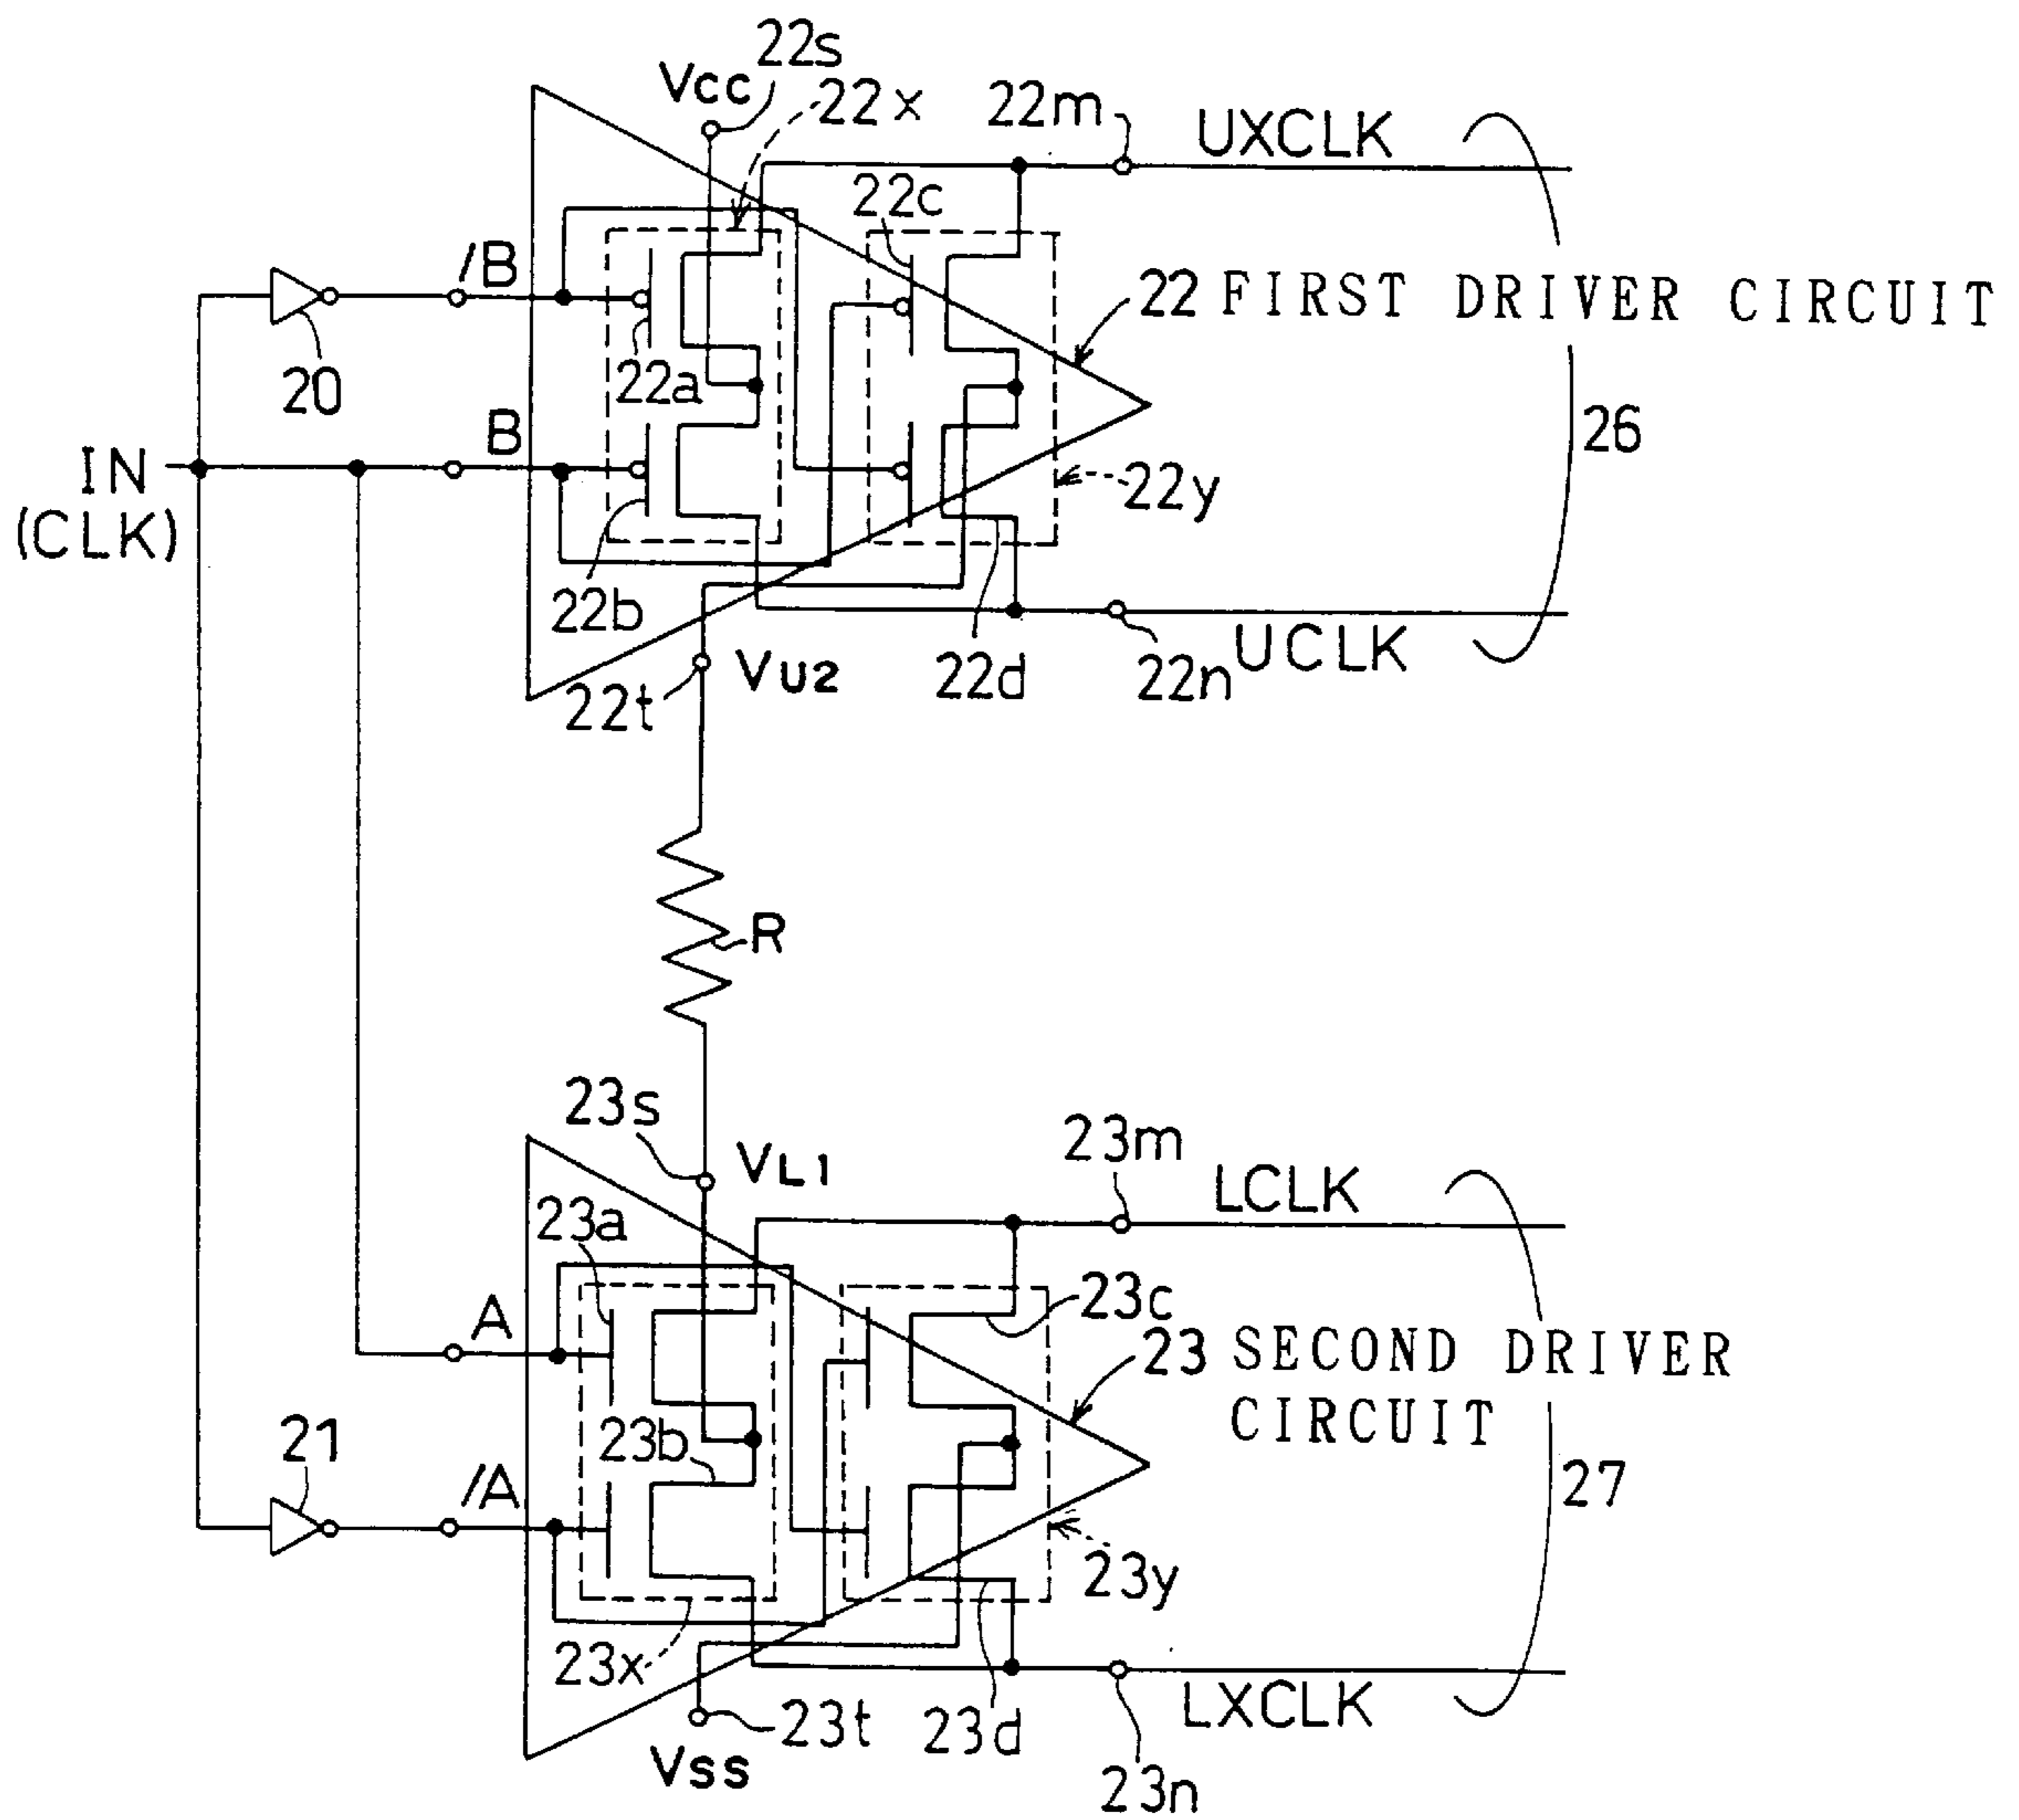 22s
Vcc
22x
22m
UXCLK
22c
/B
22 FIRST DRIVER CIRCUIT
20
22a
B
26
IN
(CLK)
22y
22b
UCLK
VU2
22d
22n
22t
R
23s
VL1
23m
LCLK
23a
A
23c
23 SECOND DRIVER
CIRCUIT
21
23b
/A
27
23y
23x
LXCLK
23t
23d
Vss
23n